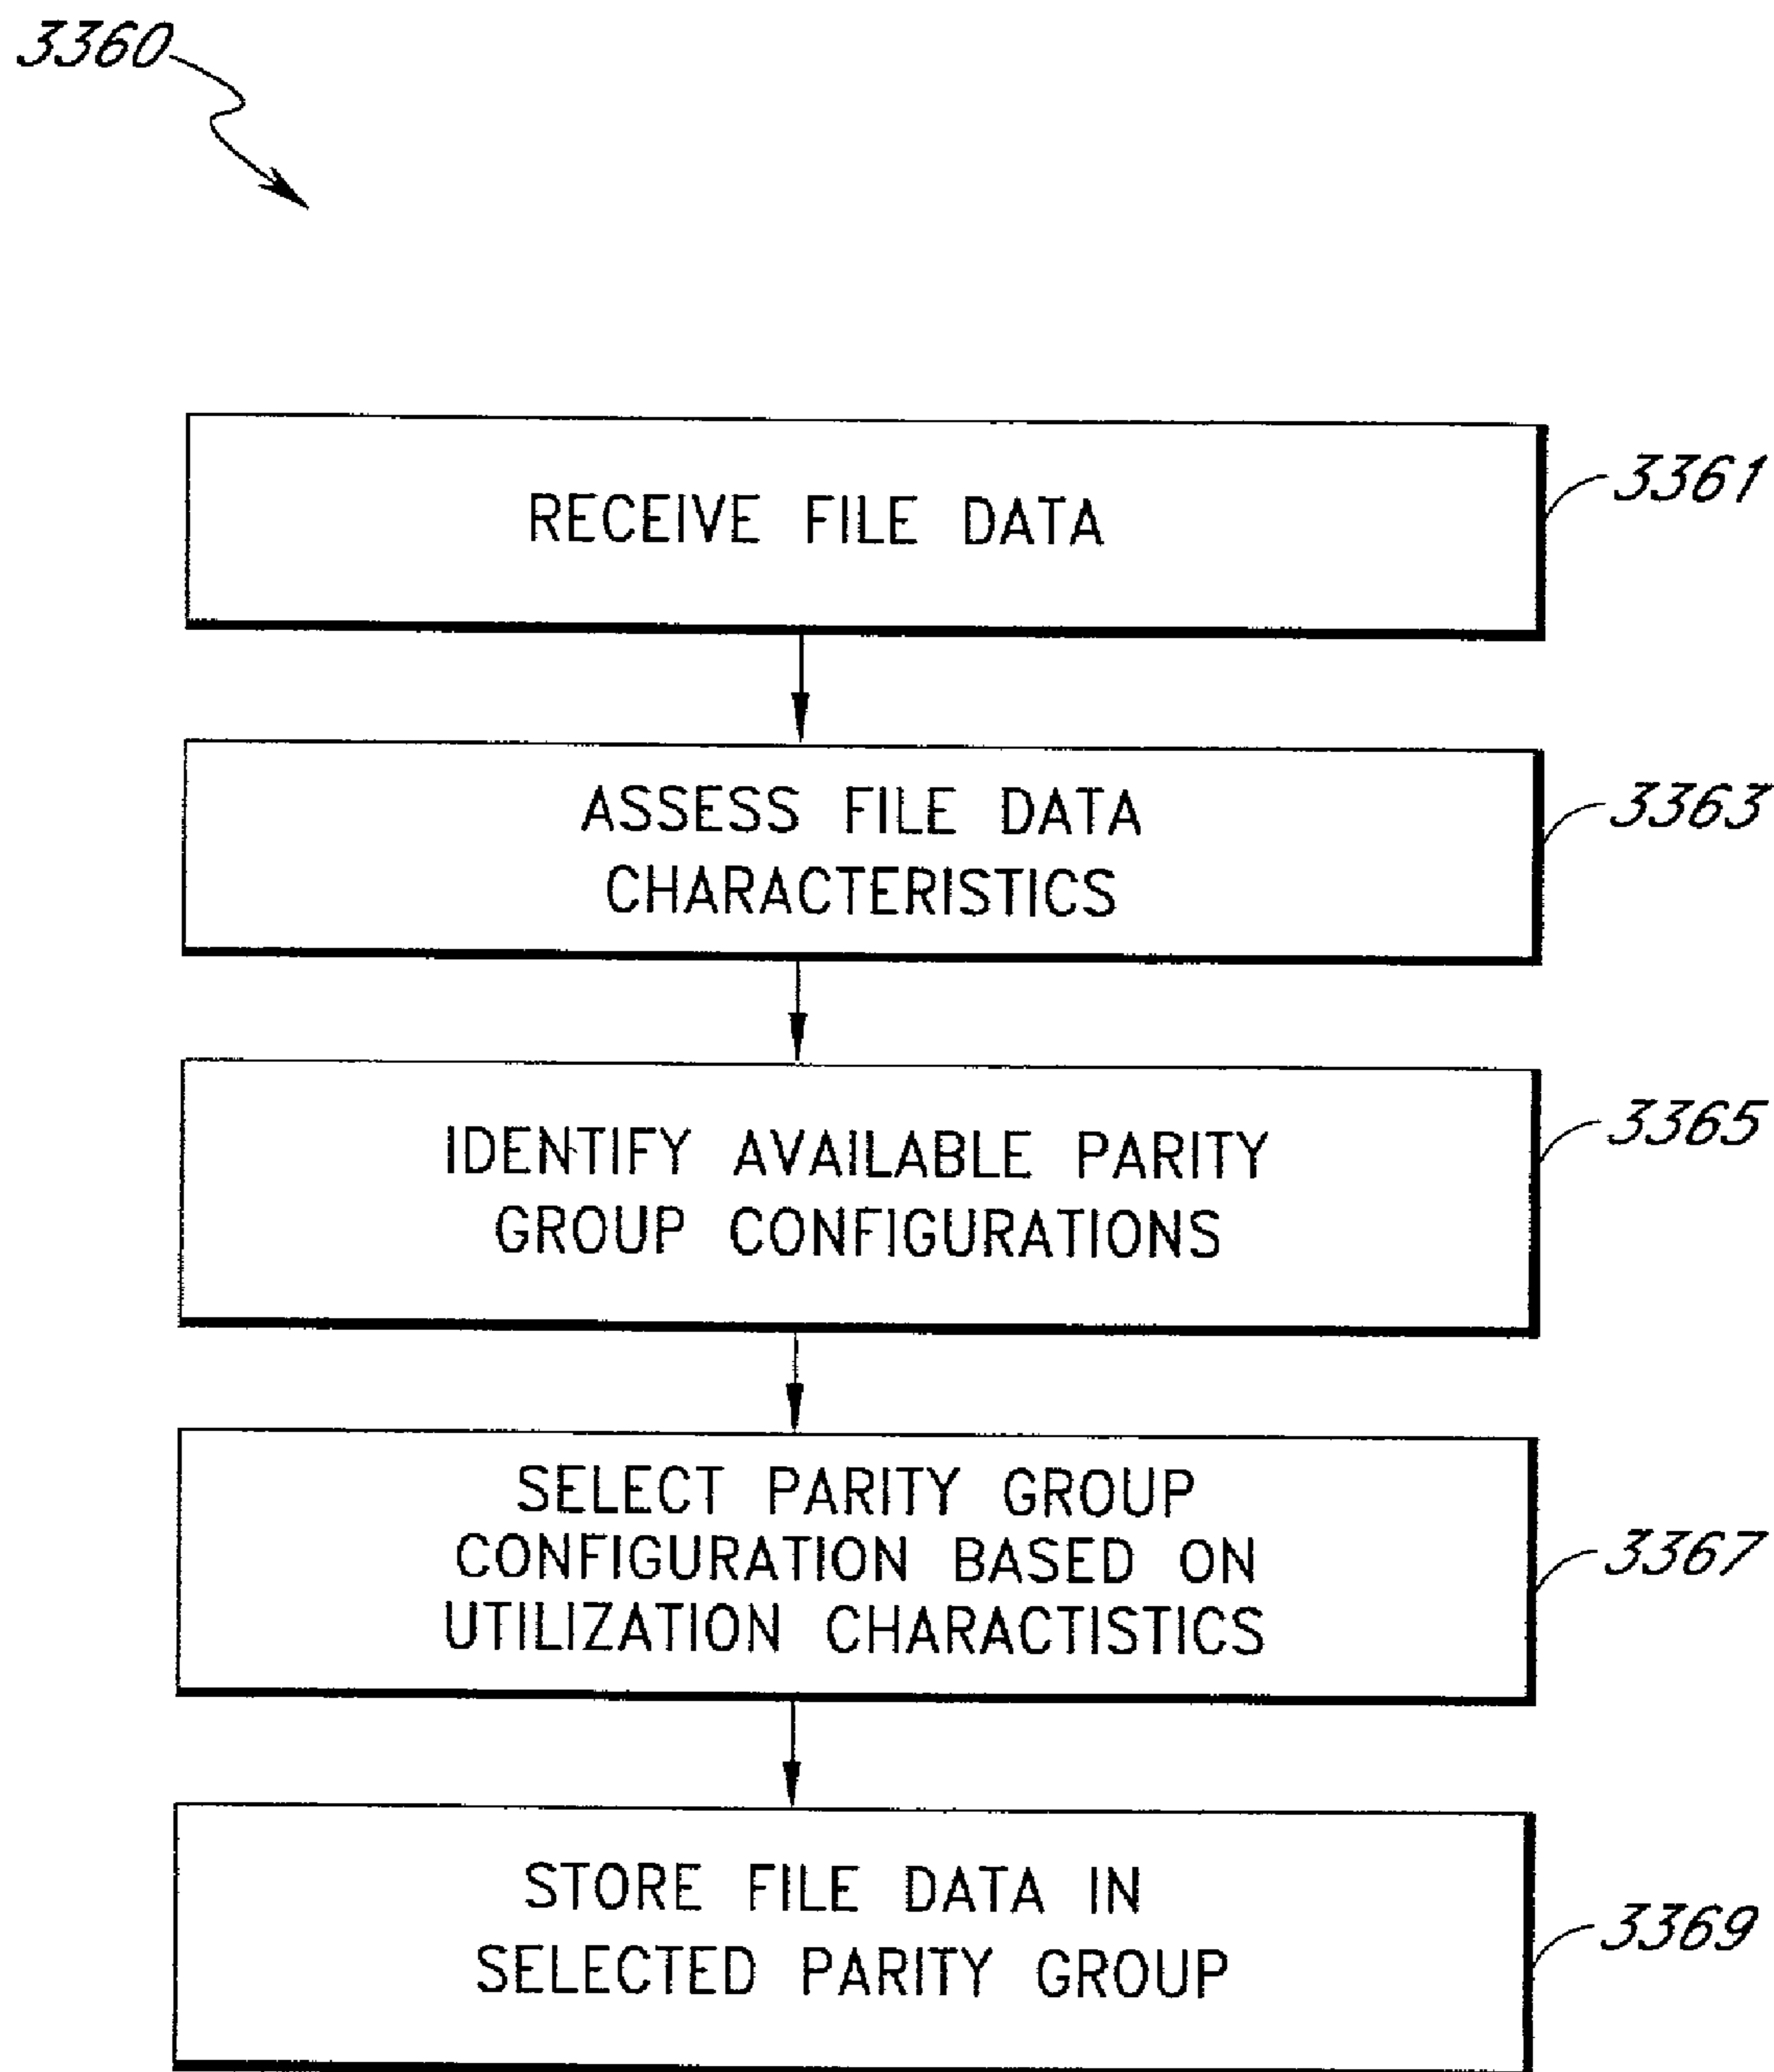 3360
RECEIVE FILE DATA
3361
ASSESS FILE DATA
CHARACTERISTICS
3363
IDENTIFY AVAILABLE PARITY
GROUP CONFIGURATIONS
3365
SELECT PARITY GROUP
CONFIGURATION BASED ON
UTILIZATION CHARACTISTICS
3367
STORE FILE DATA IN
SELECTED PARITY GROUP
3369